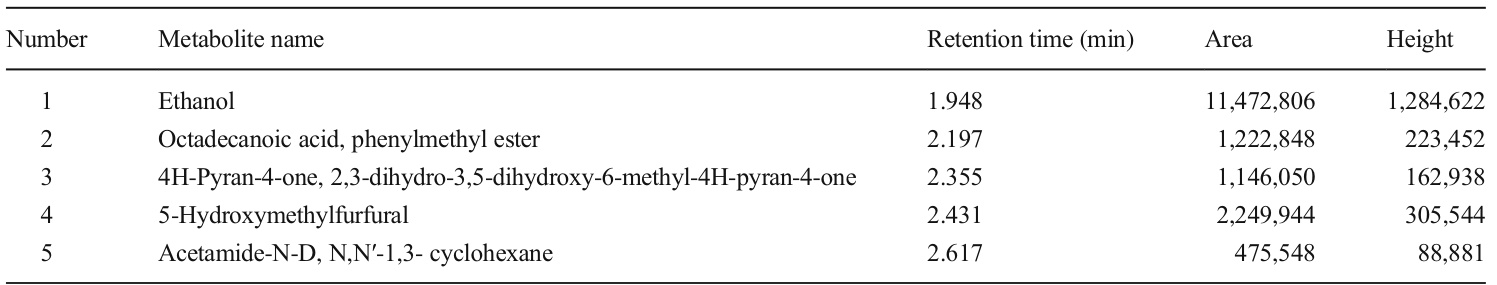 Number Metabolite name Retention time (min) Area Height
1 Ethanol 1.948 11,472,806 1,284,622
2 Octadecanoic acid, phenylmethyl ester 2.197 1,222,848 223,452
3 4H-Pyran-4-one, 2,3-dihydro-3,5-dihydroxy-6-methyl-4H-pyran-4-one 2.355 1,146,050 162,938
4 5-Hydroxymethylfurfural 2.431 2,249,944 305,544
5 Acetamide-N-D, N,N′-1,3- cyclohexane 2.617 475,548 88,881